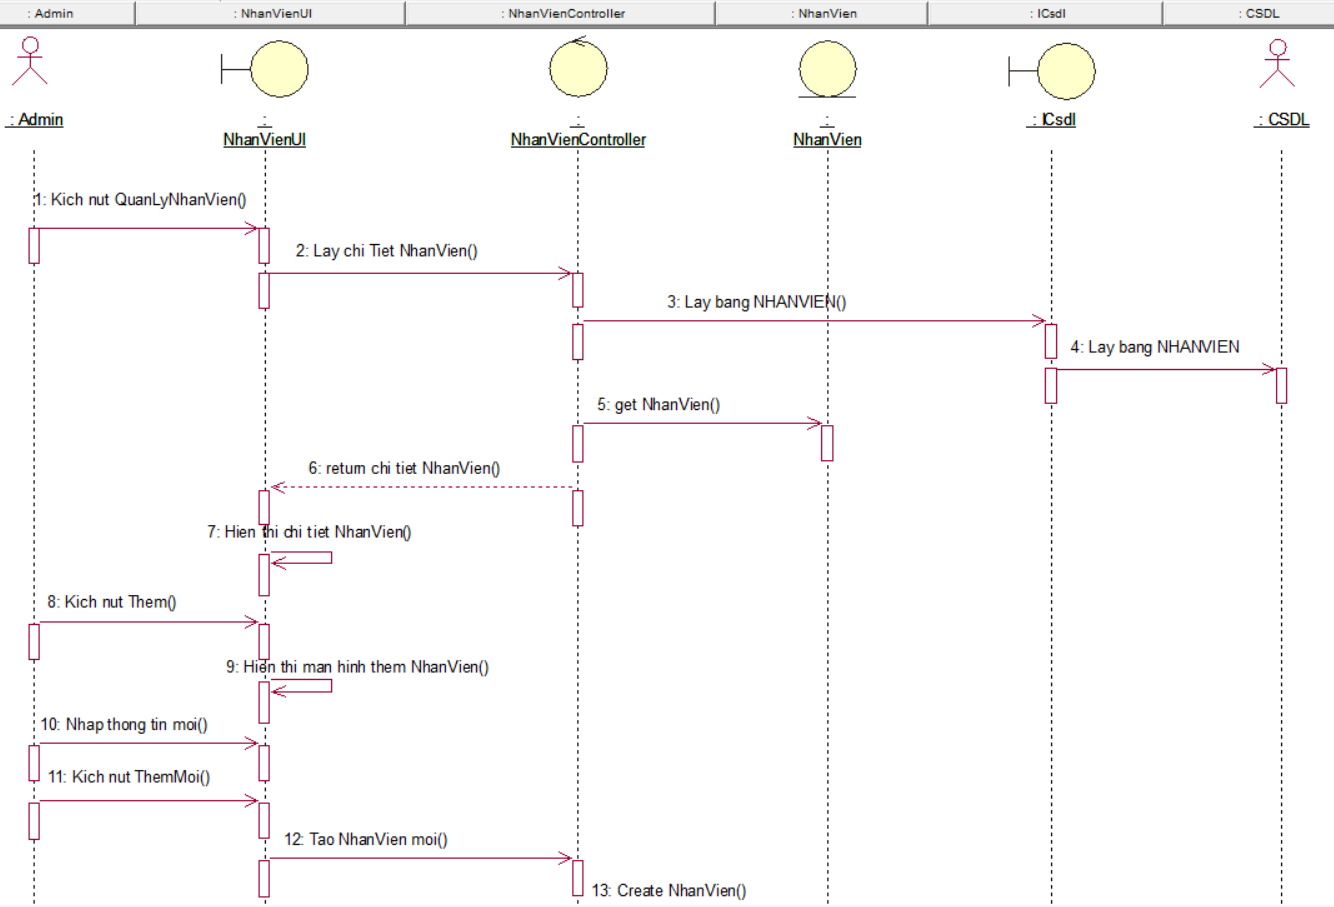 : Admin
: NhanVienUI
: NhanVienController
: NhanVien
: ICsdl
: CSDL
: Admin
:
NhanVienUI
:
NhanVienController
:
NhanVien
: ICsdl
: CSDL
1: Kich nut QuanLyNhanVien()
2: Lay chi Tiet NhanVien()
3: Lay bang NHANVIEN()
4: Lay bang NHANVIEN
5: get NhanVien()
6: return chi tiet NhanVien()
7: Hien thi chi tiet NhanVien()
8: Kich nut Them()
9: Hien thi man hinh them NhanVien()
10: Nhap thong tin moi()
11: Kich nut ThemMoi()
12: Tao NhanVien moi()
13: Create NhanVien()